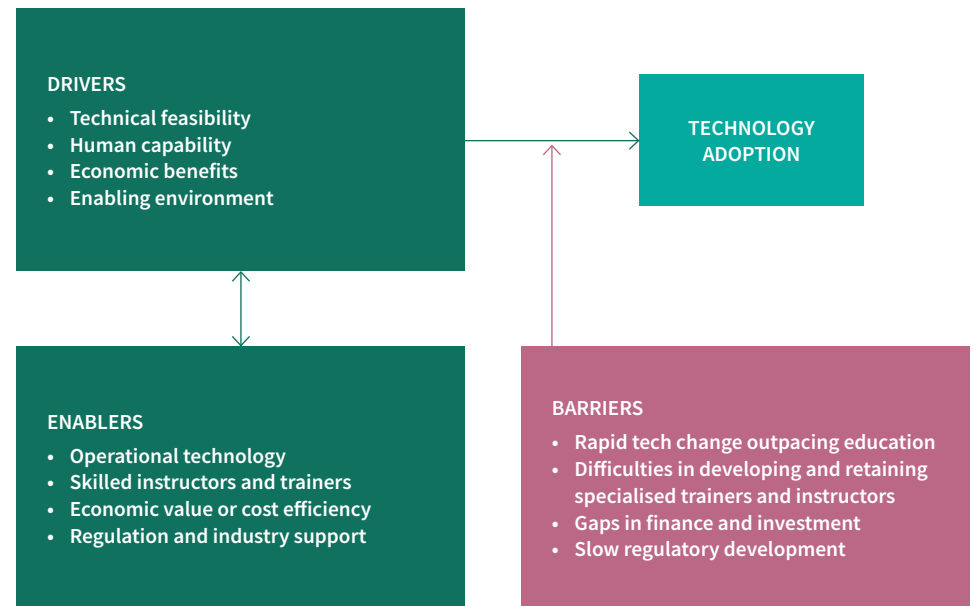 DRIVERS
• Technical feasibility
• Human capability
• Economic benefits
• Enabling environment
TECHNOLOGY
ADOPTION
ENABLERS
• Operational technology
• Skilled instructors and trainers
• Economic value or cost efficiency
• Regulation and industry support
BARRIERS
• Rapid tech change outpacing education
• Difficulties in developing and retaining
specialised trainers and instructors
• Gaps in finance and investment
• Slow regulatory development